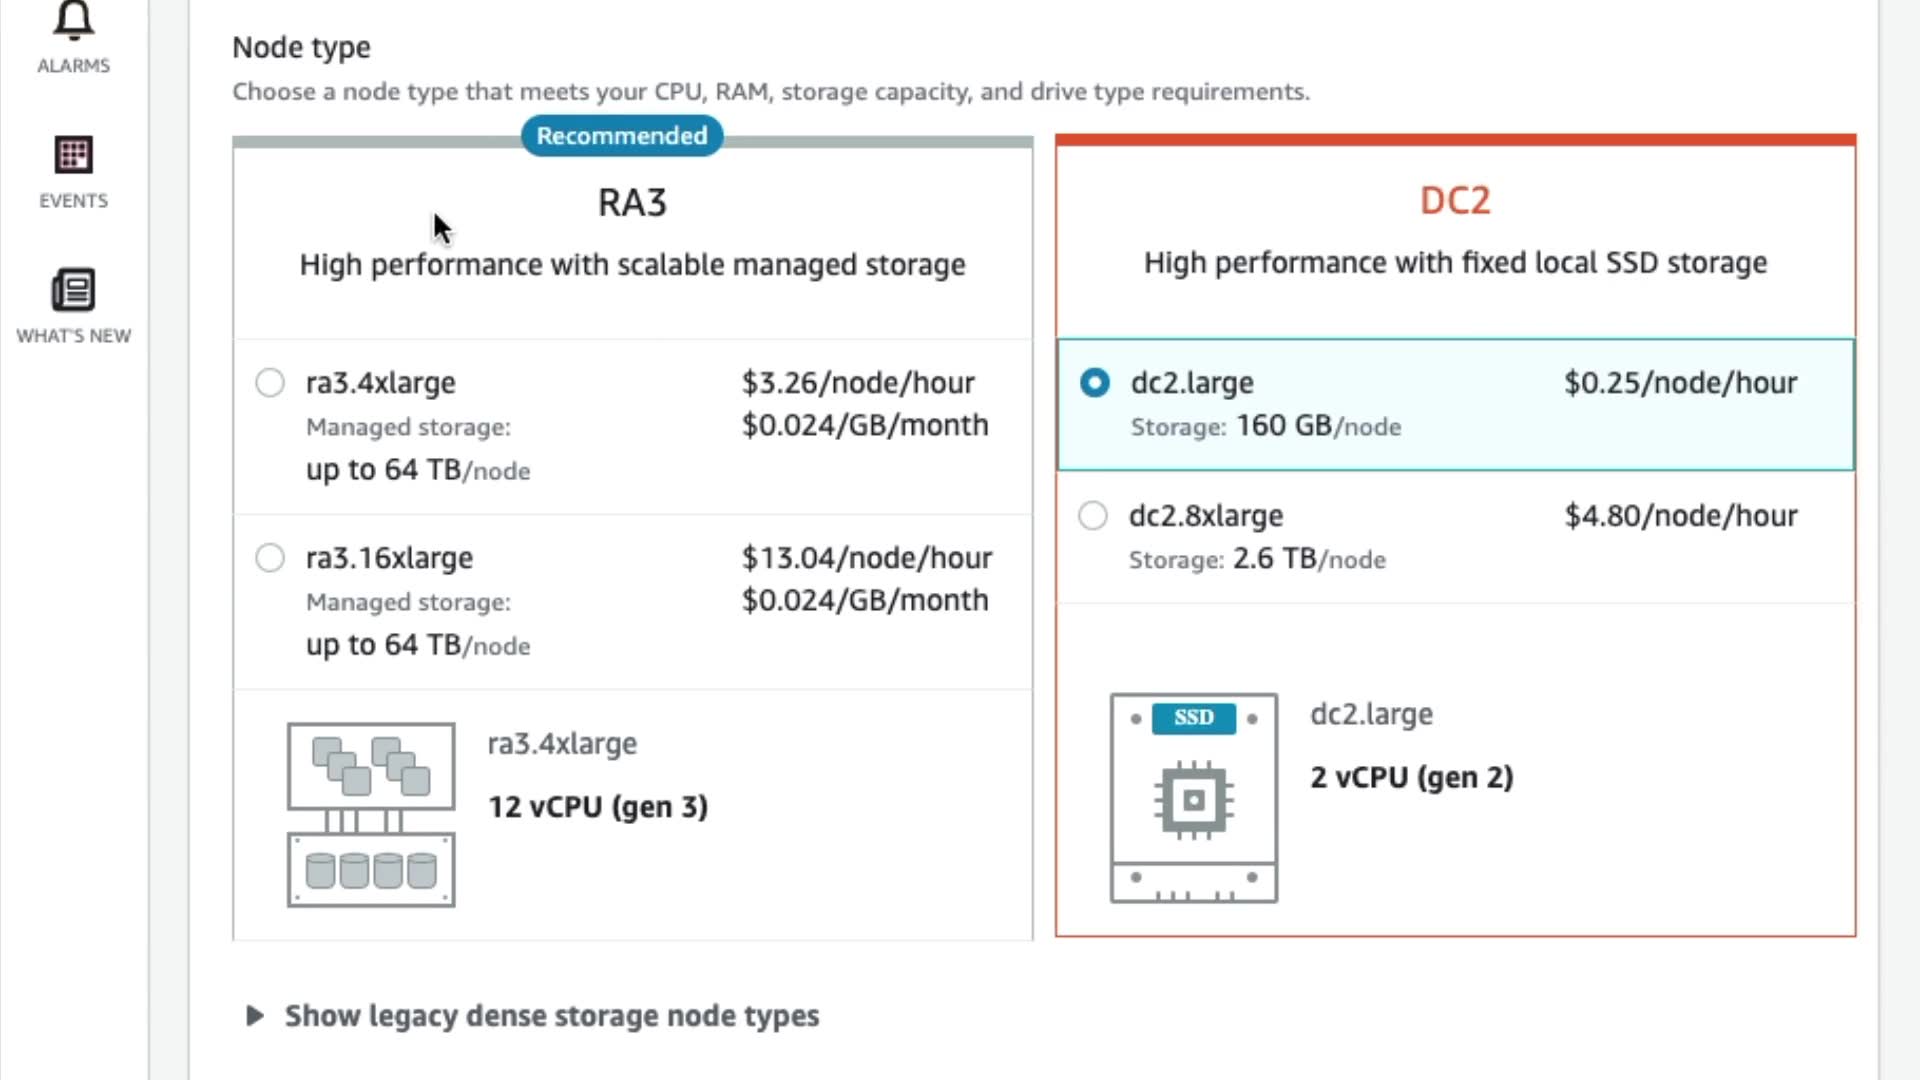 ALARMS
EVENTS
WHAT'S NEW
Node type
Choose a node type that meets your CPU, RAM, storage capacity, and drive type requirements.
Recommended
RA3
High performance with scalable managed storage
ra3.4xlarge $3.26/node/hour
Managed storage: $0.024/GB/month
up to 64 TB/node
ra3.16xlarge $13.04/node/hour
Managed storage: $0.024/GB/month
up to 64 TB/node
ra3.4xlarge
12 vCPU (gen 3)
DC2
High performance with fixed local SSD storage
dc2.large $0.25/node/hour
Storage: 160 GB/node
dc2.8xlarge $4.80/node/hour
Storage: 2.6 TB/node
SSD
dc2.large
2 vCPU (gen 2)
Show legacy dense storage node types